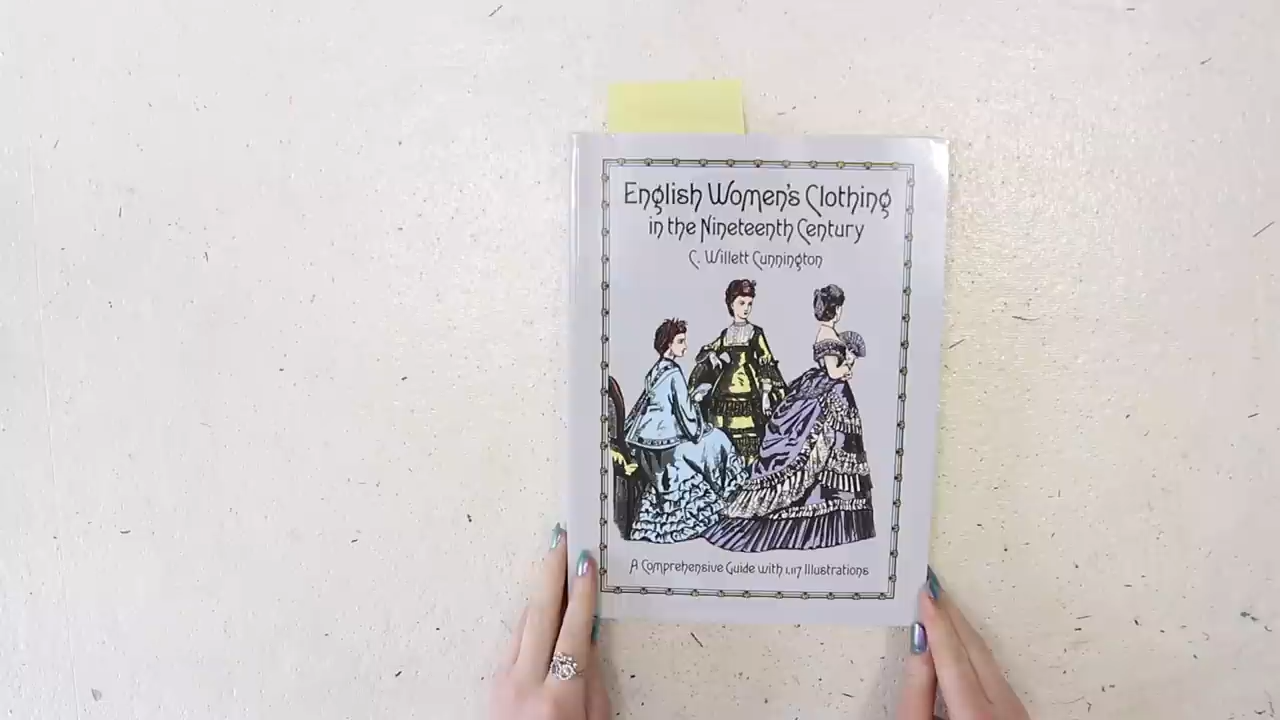 English Women's Clothing
in the Nineteenth Century
C. Willett Cunnington
A Comprehensive Guide with 1,117 Illustrations